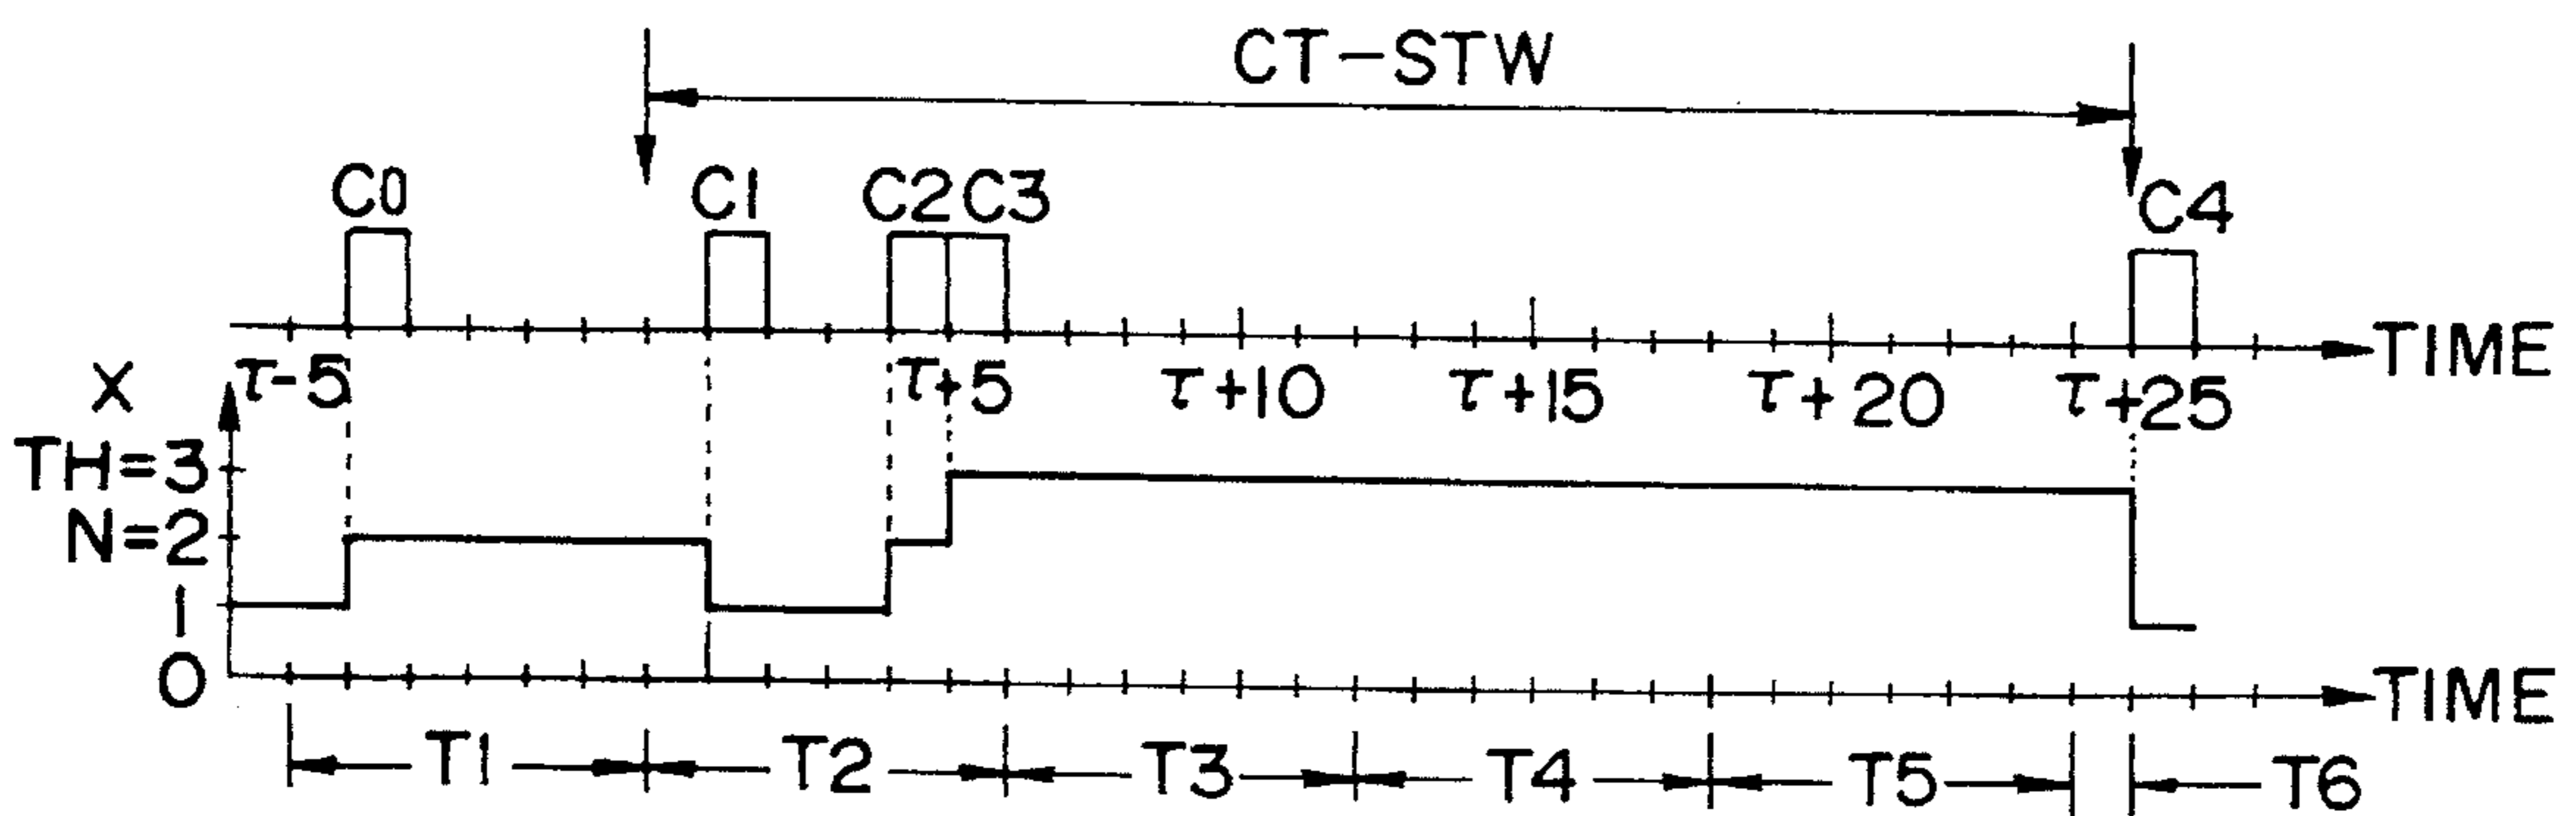 CT-STW
C0 C1 C2 C3 C4
τ-5 τ+5 τ+10 τ+15 τ+20 τ+25 TIME
X
TH=3
N=2
1
0
TIME
T1 T2 T3 T4 T5 T6